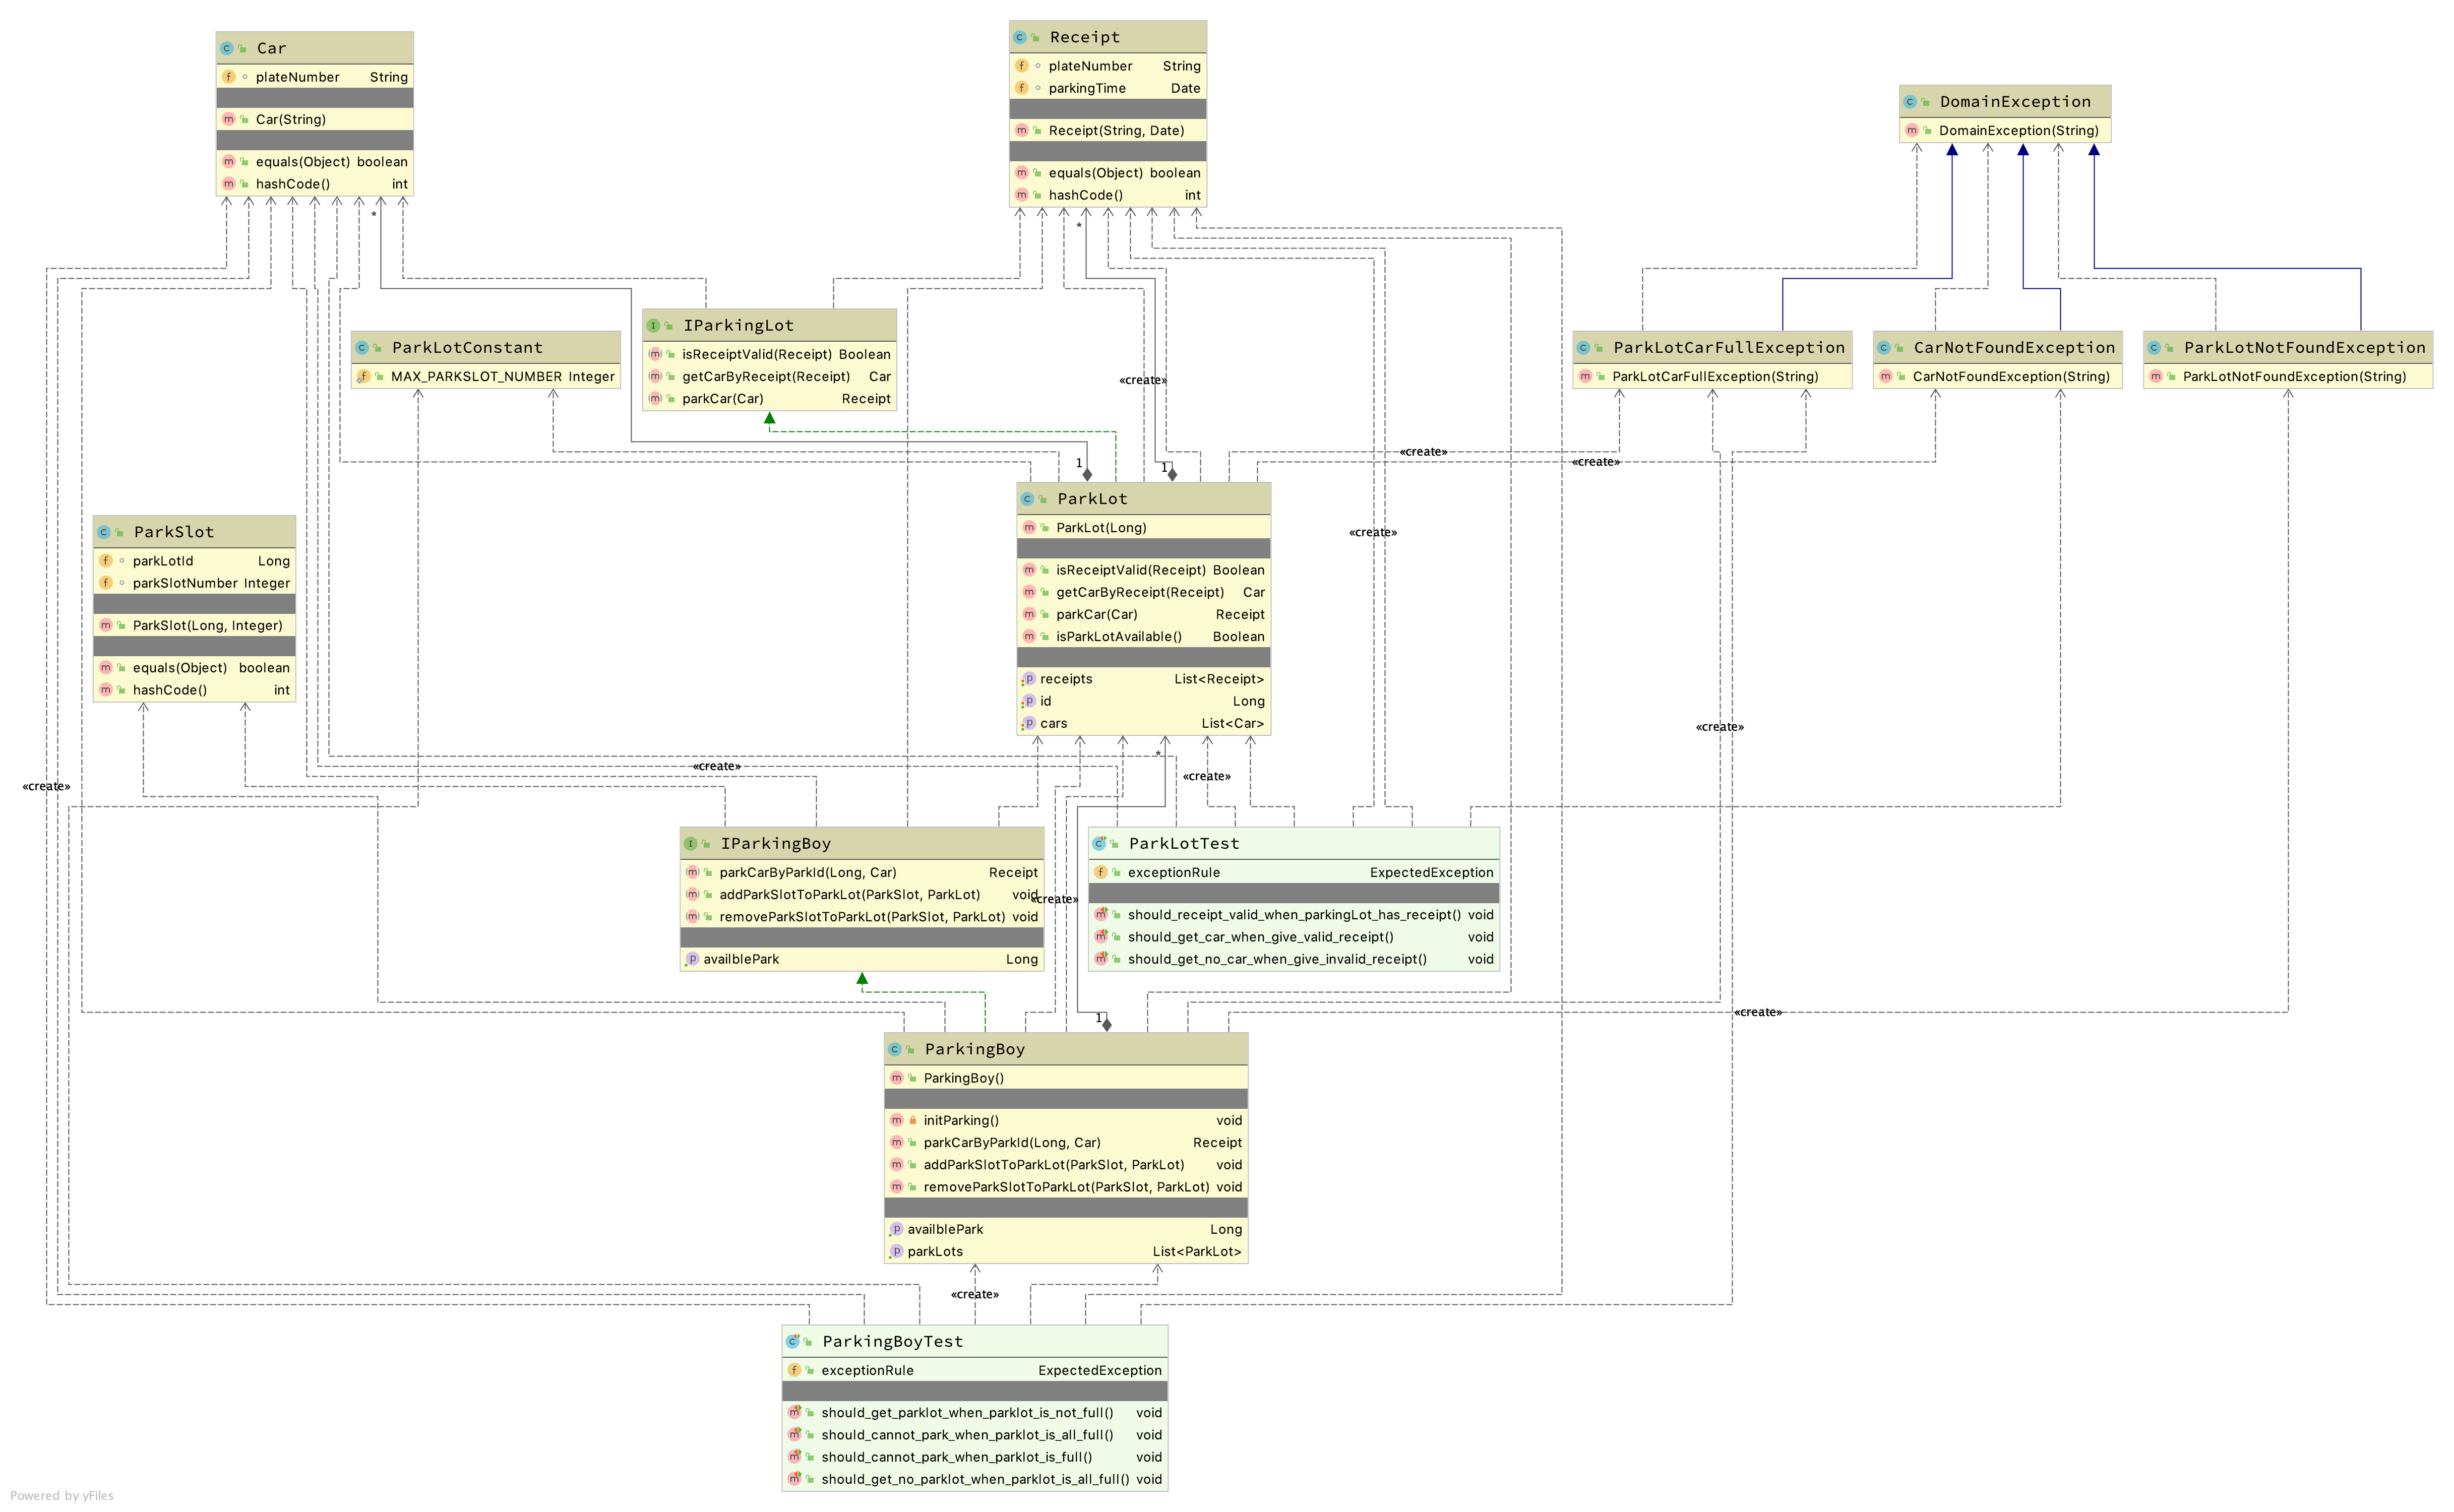 Car
plateNumber String
Car(String)
equals(Object) boolean
hashCode() int
*
Receipt
plateNumber String
parkingTime Date
Receipt(String, Date)
equals(Object) boolean
hashCode() int
*
DomainException
DomainException(String)
IParkingLot
isReceiptValid(Receipt) Boolean
getCarByReceipt(Receipt) Car
parkCar(Car) Receipt
ParkLotConstant
MAX_PARKSLOT_NUMBER Integer
«create»
ParkLotCarFullException
ParkLotCarFullException(String)
CarNotFoundException
CarNotFoundException(String)
ParkLotNotFoundException
ParkLotNotFoundException(String)
«create»
«create»
1
1
ParkLot
ParkLot(Long)
isReceiptValid(Receipt) Boolean
getCarByReceipt(Receipt) Car
parkCar(Car) Receipt
isParkLotAvailable() Boolean
receipts List<Receipt>
id Long
cars List<Car>
*
«create»
ParkSlot
parkLotId Long
parkSlotNumber Integer
ParkSlot(Long, Integer)
equals(Object) boolean
hashCode() int
«create»
«create»
«create»
«create»
IParkingBoy
parkCarByParkId(Long, Car) Receipt
addParkSlotToParkLot(ParkSlot, ParkLot) void
removeParkSlotToParkLot(ParkSlot, ParkLot) void
availblePark Long
«create»
ParkLotTest
exceptionRule ExpectedException
should_receipt_valid_when_parkingLot_has_receipt() void
should_get_car_when_give_valid_receipt() void
should_get_no_car_when_give_invalid_receipt() void
1
«create»
ParkingBoy
ParkingBoy()
initParking() void
parkCarByParkId(Long, Car) Receipt
addParkSlotToParkLot(ParkSlot, ParkLot) void
removeParkSlotToParkLot(ParkSlot, ParkLot) void
availblePark Long
parkLots List<ParkLot>
«create»
ParkingBoyTest
exceptionRule ExpectedException
should_get_parklot_when_parklot_is_not_full() void
should_cannot_park_when_parklot_is_all_full() void
should_cannot_park_when_parklot_is_full() void
should_get_no_parklot_when_parklot_is_all_full() void
Powered by yFiles